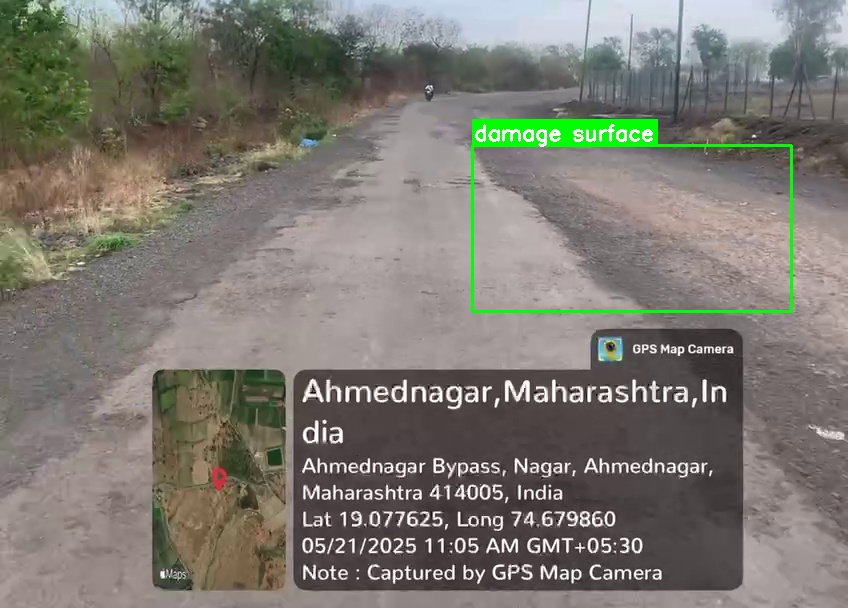 damage surface
GPS Map Camera
Ahmednagar,Maharashtra,In
dia
Ahmednagar Bypass, Nagar, Ahmednagar,
Maharashtra 414005, India
Lat 19.077625, Long 74.679860
05/21/2025 11:05 AM GMT+05:30
Note : Captured by GPS Map Camera
Maps